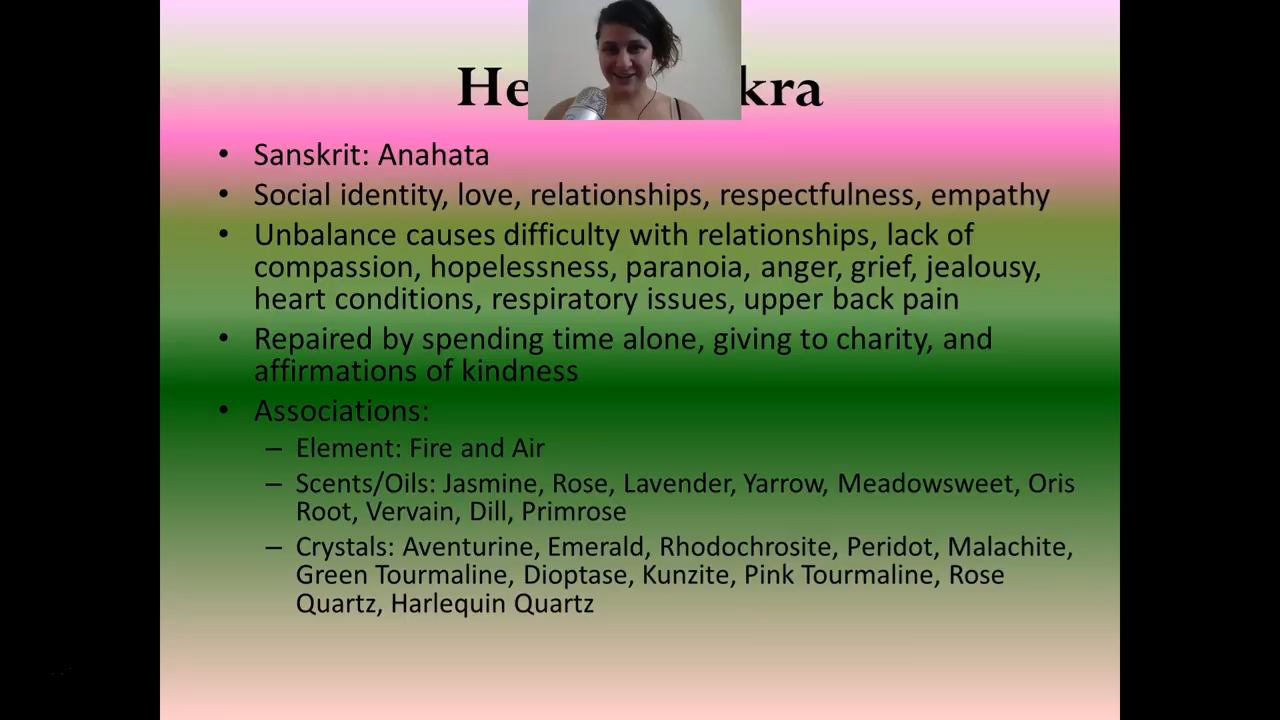 He kra
• Sanskrit: Anahata
• Social identity, love, relationships, respectfulness, empathy
• Unbalance causes difficulty with relationships, lack of
compassion, hopelessness, paranoia, anger, grief, jealousy,
heart conditions, respiratory issues, upper back pain
• Repaired by spending time alone, giving to charity, and
affirmations of kindness
• Associations:
– Element: Fire and Air
– Scents/Oils: Jasmine, Rose, Lavender, Yarrow, Meadowsweet, Oris
Root, Vervain, Dill, Primrose
– Crystals: Aventurine, Emerald, Rhodochrosite, Peridot, Malachite,
Green Tourmaline, Dioptase, Kunzite, Pink Tourmaline, Rose
Quartz, Harlequin Quartz